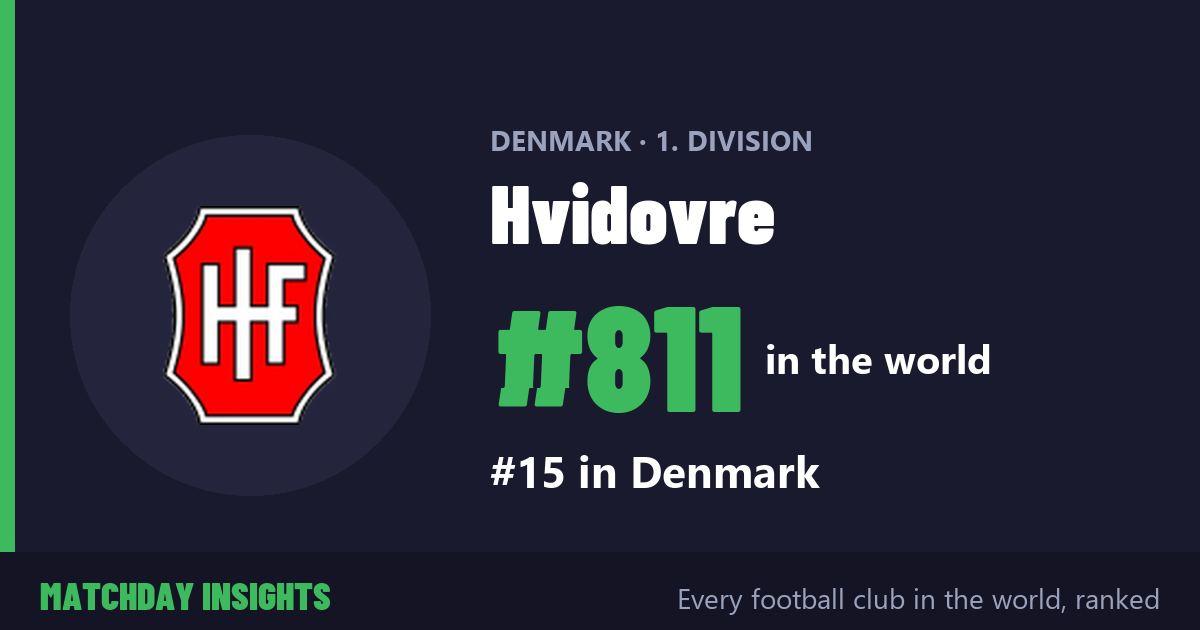 DENMARK · 1. DIVISION
Hvidovre
HIF
#811 in the world
#15 in Denmark
MATCHDAY INSIGHTS
Every football club in the world, ranked